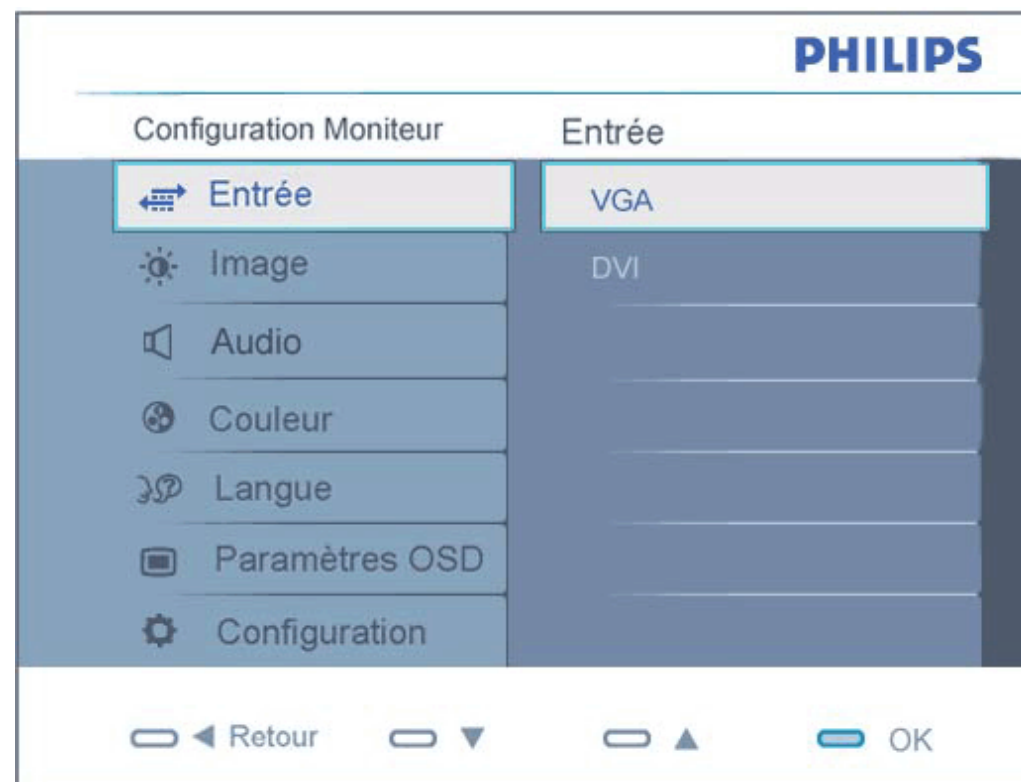 PHILIPS
Configuration Moniteur
Entrée
Entrée
VGA
Image
DVI
Audio
Couleur
Langue
Paramètres OSD
Configuration
Retour
OK